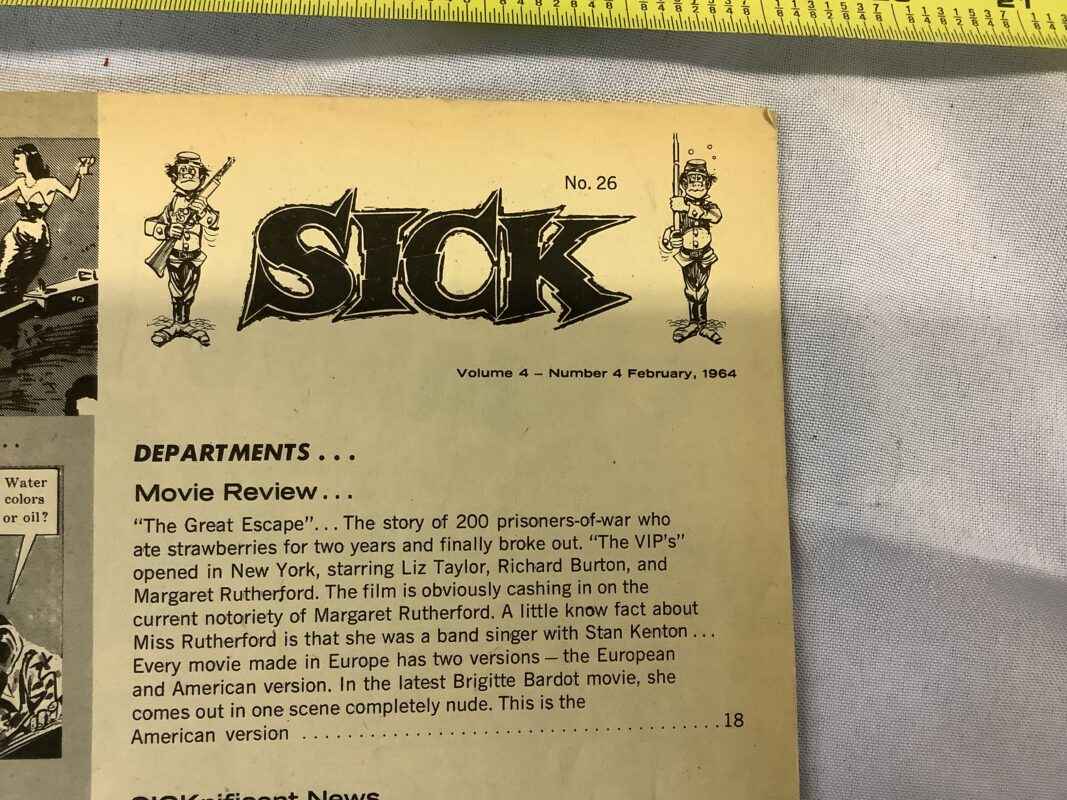 No. 26
SICK
Volume 4 – Number 4 February, 1964
DEPARTMENTS . . .
Movie Review . . .
“The Great Escape”. . . The story of 200 prisoners-of-war who
ate strawberries for two years and finally broke out. “The VIP’s”
opened in New York, starring Liz Taylor, Richard Burton, and
Margaret Rutherford. The film is obviously cashing in on the
current notoriety of Margaret Rutherford. A little know fact about
Miss Rutherford is that she was a band singer with Stan Kenton . . .
Every movie made in Europe has two versions – the European
and American version. In the latest Brigitte Bardot movie, she
comes out in one scene completely nude. This is the
American version . . . . . . . . . . . . . . . . . . . . . . . . . . . . . . . . . . . . . . . 18
SICKnificant News
Water
colors
or oil?